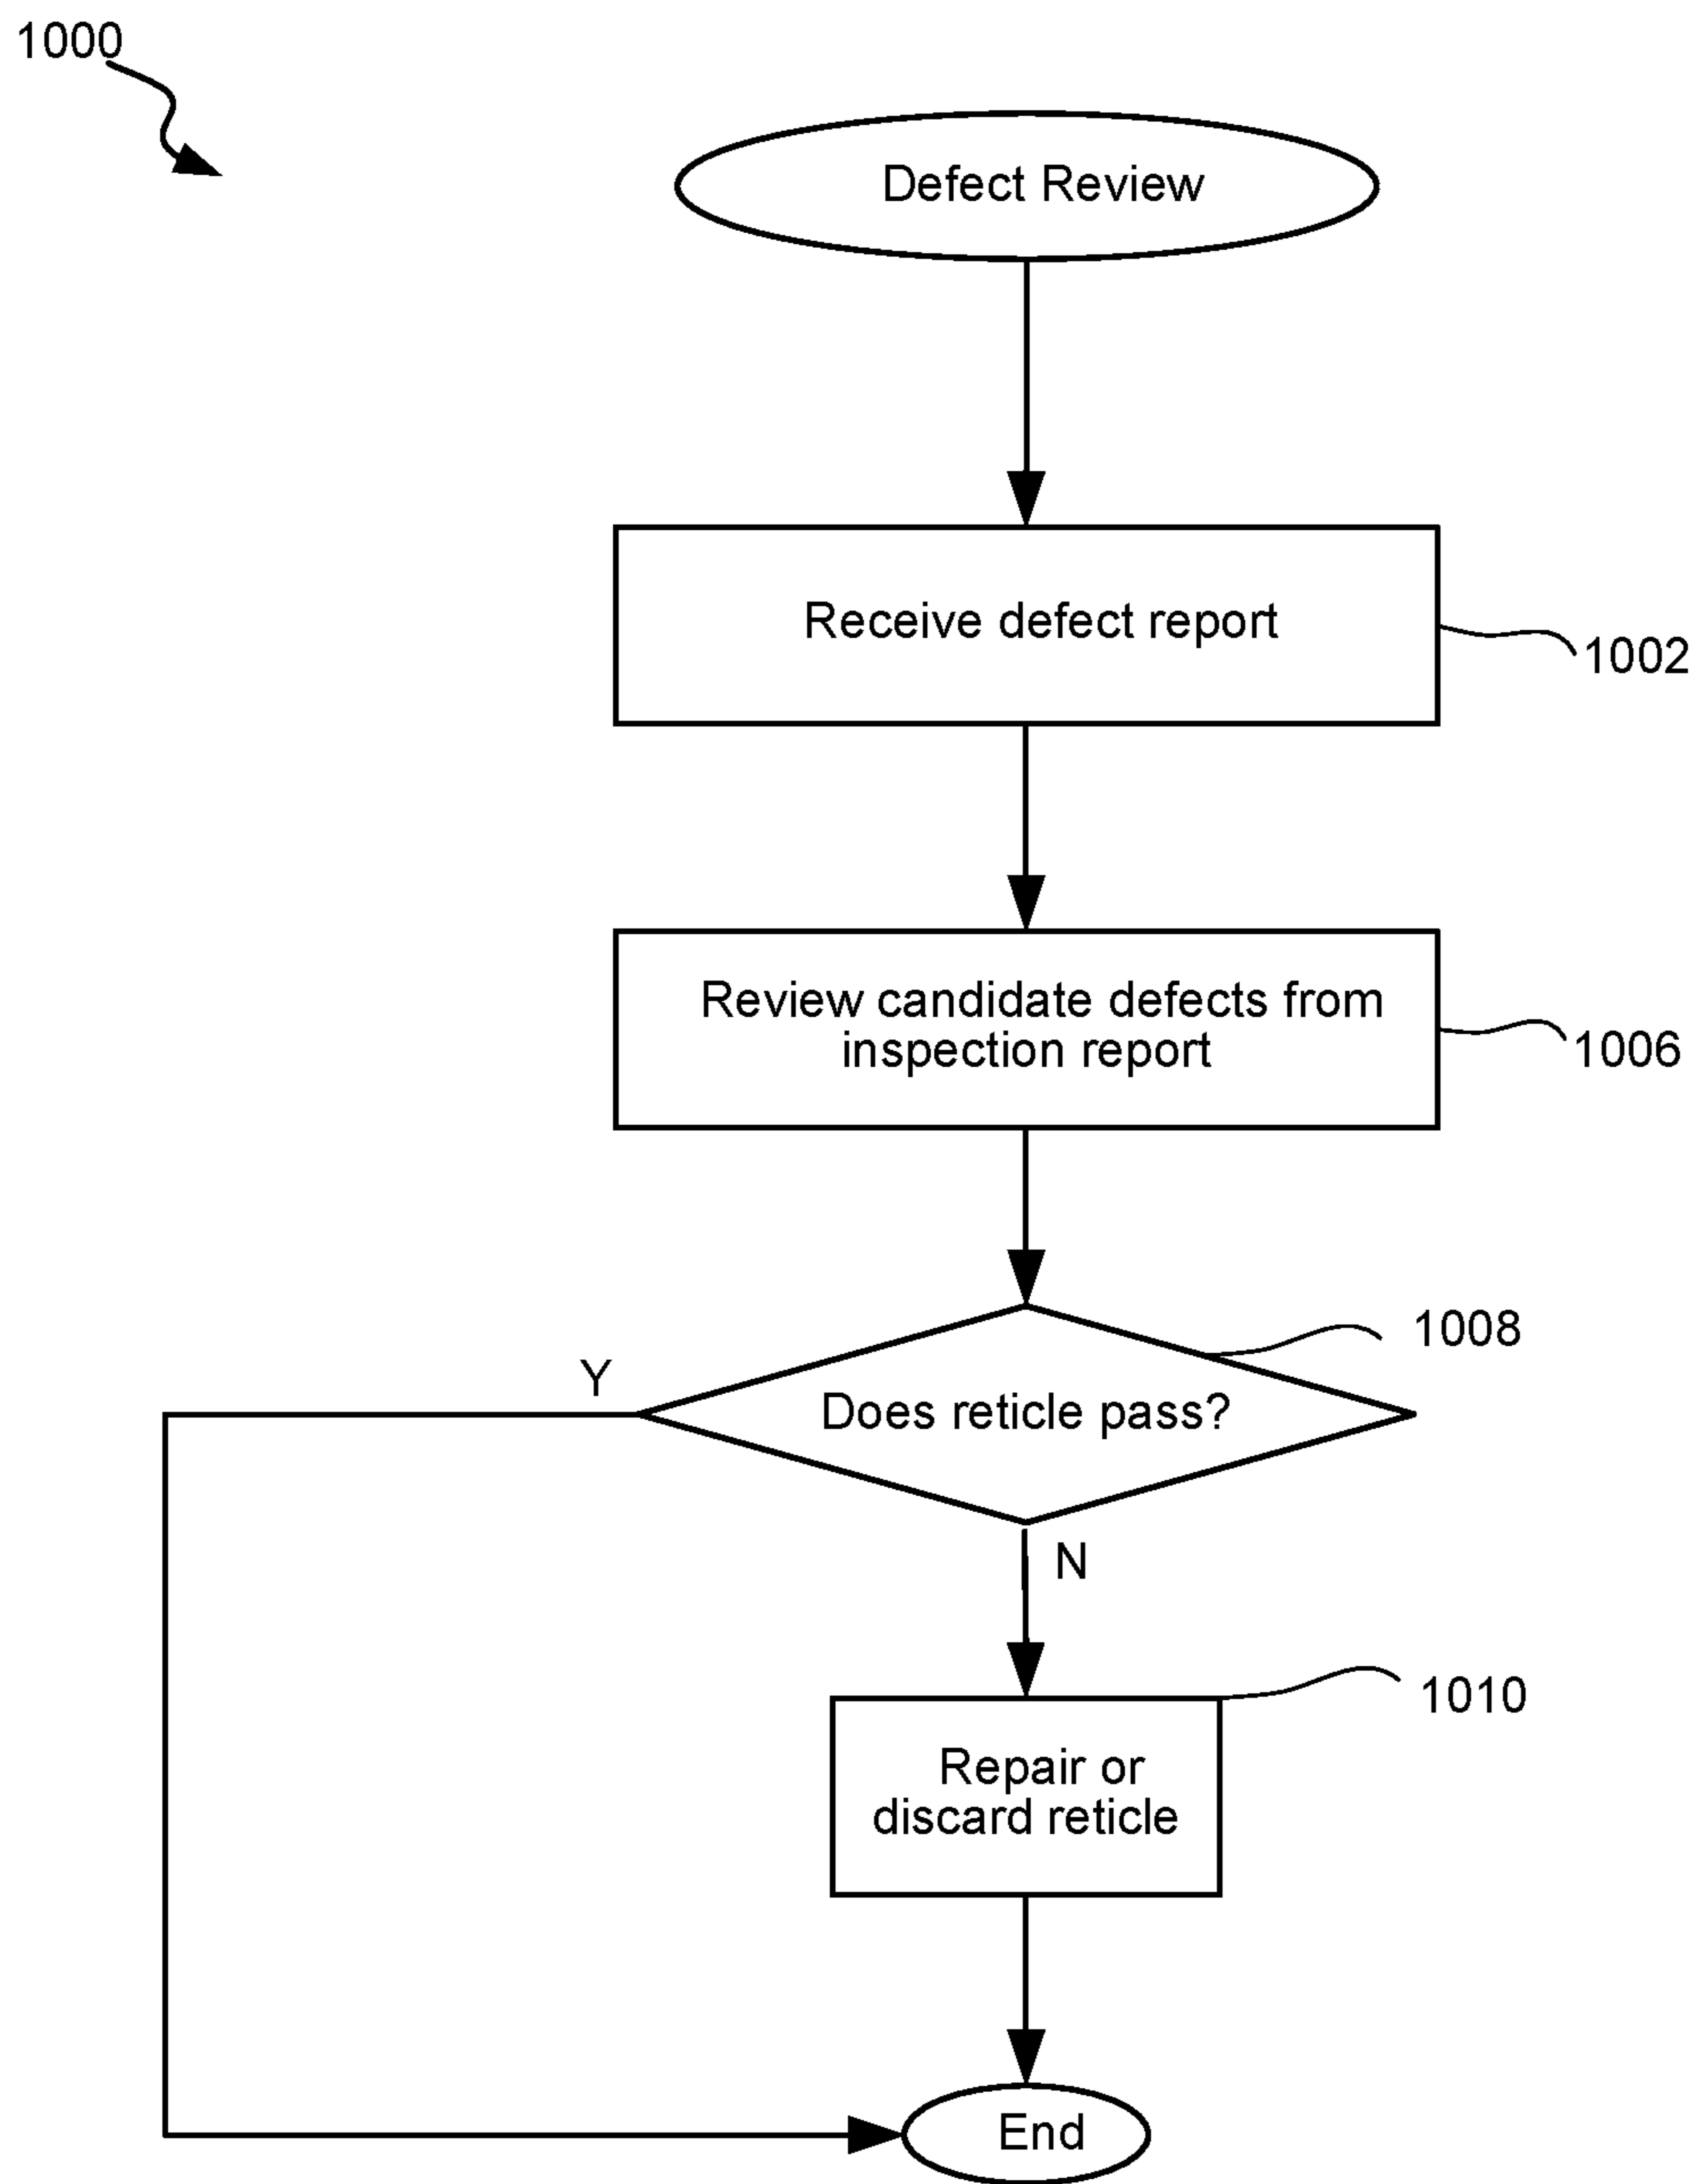 1000
Defect Review
Receive defect report
1002
Review candidate defects from
inspection report
1006
1008
Y
Does reticle pass?
N
1010
Repair or
discard reticle
End